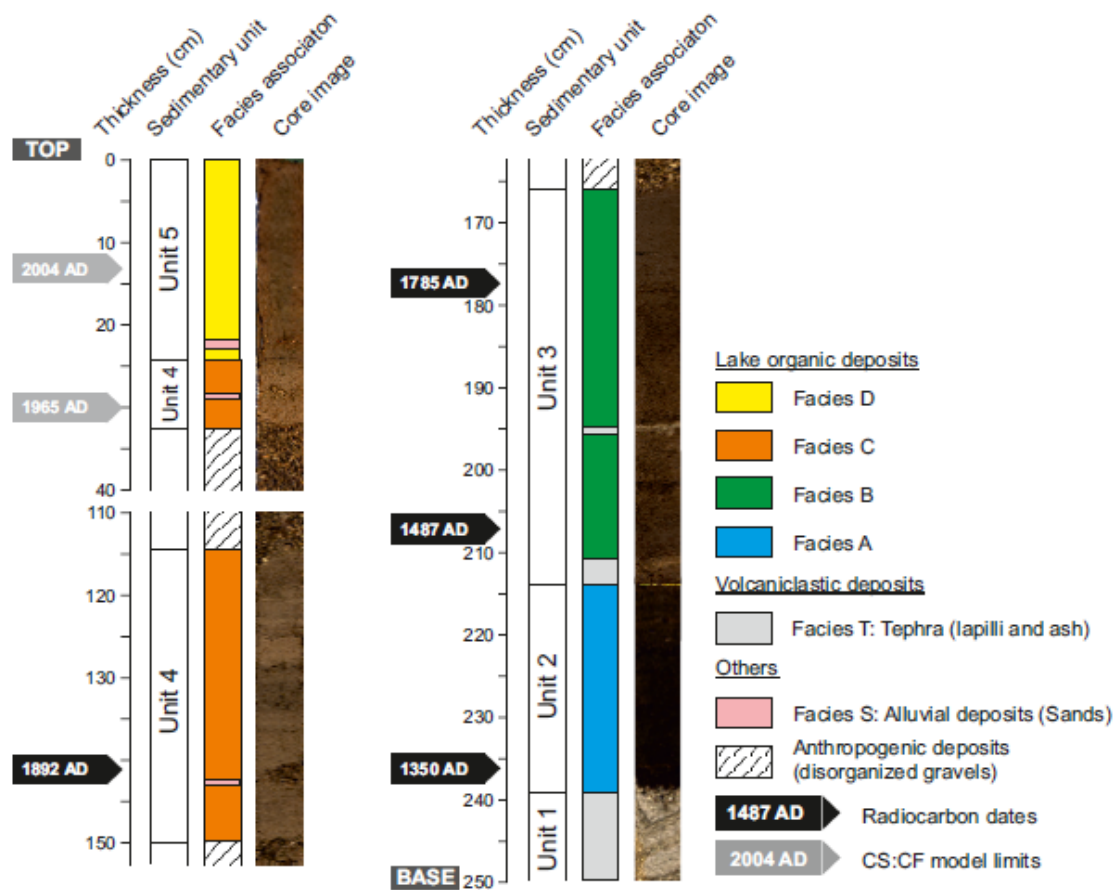 Thickness (cm)
Sedimentary unit
Facies associaton
Core image
TOP
0
10
2004 AD
20
1965 AD
40
110
120
130
1892 AD
150
Unit 5
Unit 4
Unit 4
Thickness (cm)
Sedimentary unit
Facies association
Core image
170
1785 AD
180
190
200
1487 AD
210
220
230
1350 AD
240
BASE
250
Unit 3
Unit 2
Unit 1
Lake organic deposits
Facies D
Facies C
Facies B
Facies A
Volcaniclastic deposits
Facies T: Tephra (lapilli and ash)
Others
Facies S: Alluvial deposits (Sands)
Anthropogenic deposits
(disorganized gravels)
1487 AD
Radiocarbon dates
2004 AD
CS:CF model limits